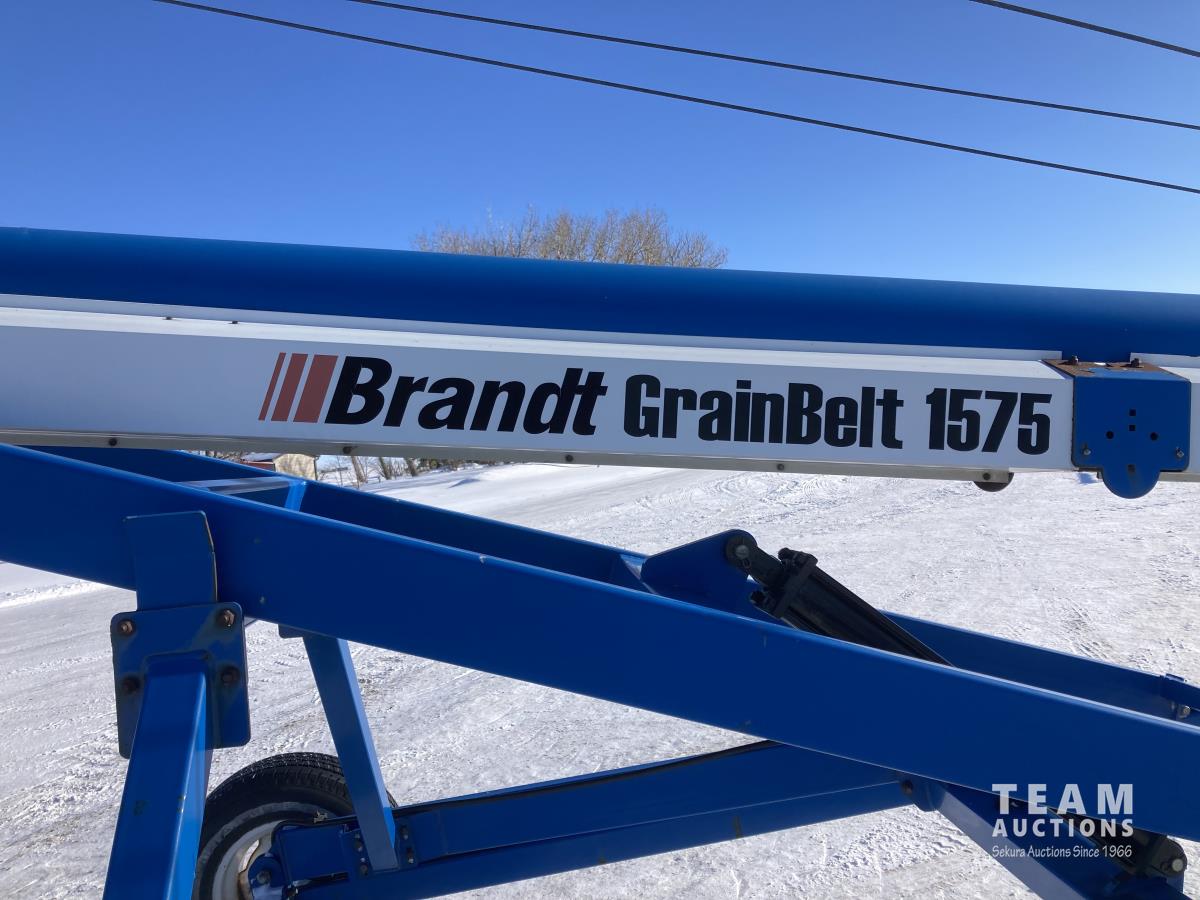 Brandt GrainBelt 1575
TEAM
AUCTIONS
Sekura Auctions Since 1966